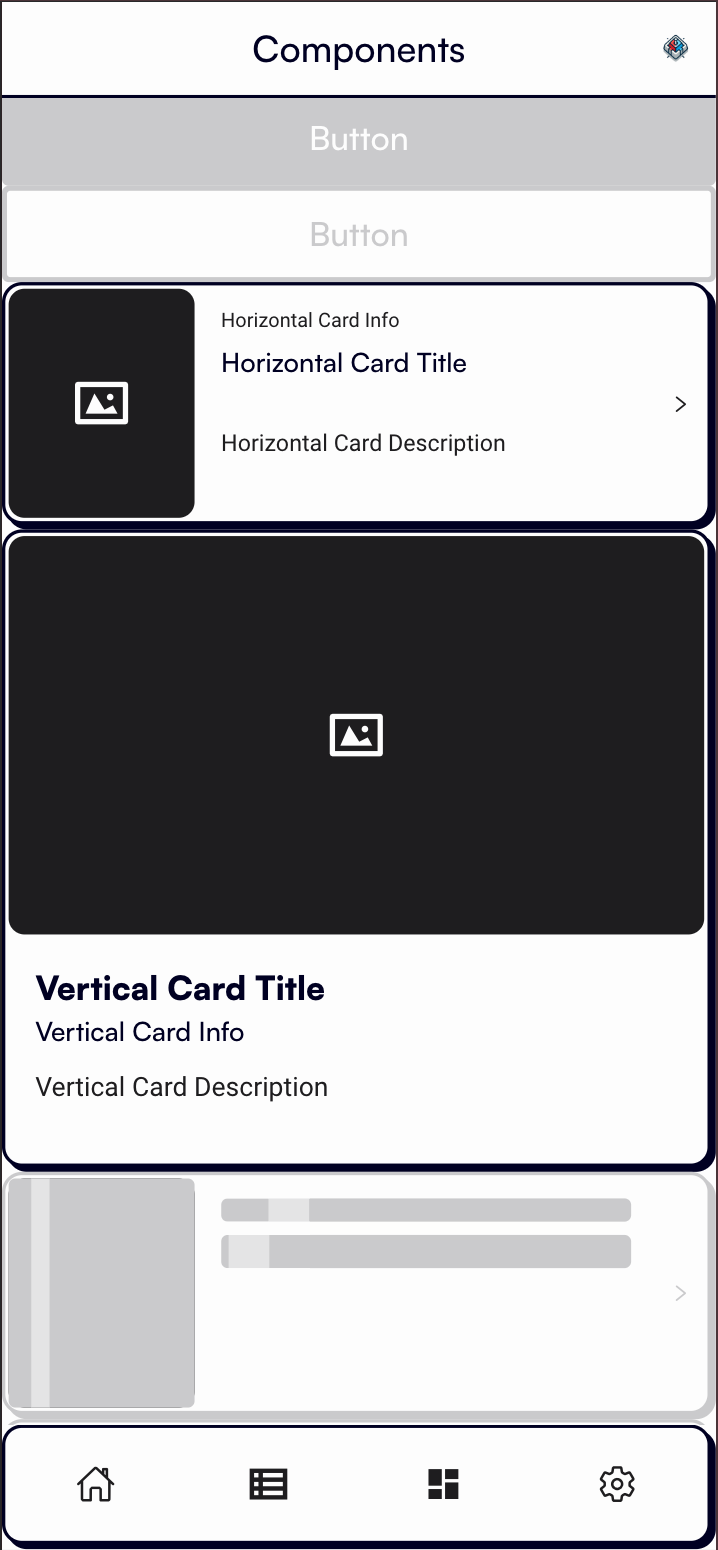 Components
Button
Button
Horizontal Card Info
Horizontal Card Title
Horizontal Card Description
Vertical Card Title
Vertical Card Info
Vertical Card Description